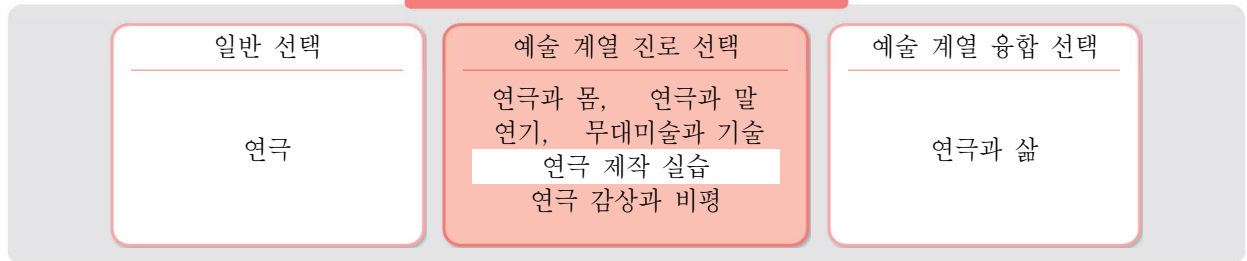 일반 선택
연극
예술 계열 진로 선택
연극과 몸, 연극과 말
연기, 무대미술과 기술
연극 제작 실습
연극 감상과 비평
예술 계열 융합 선택
연극과 삶